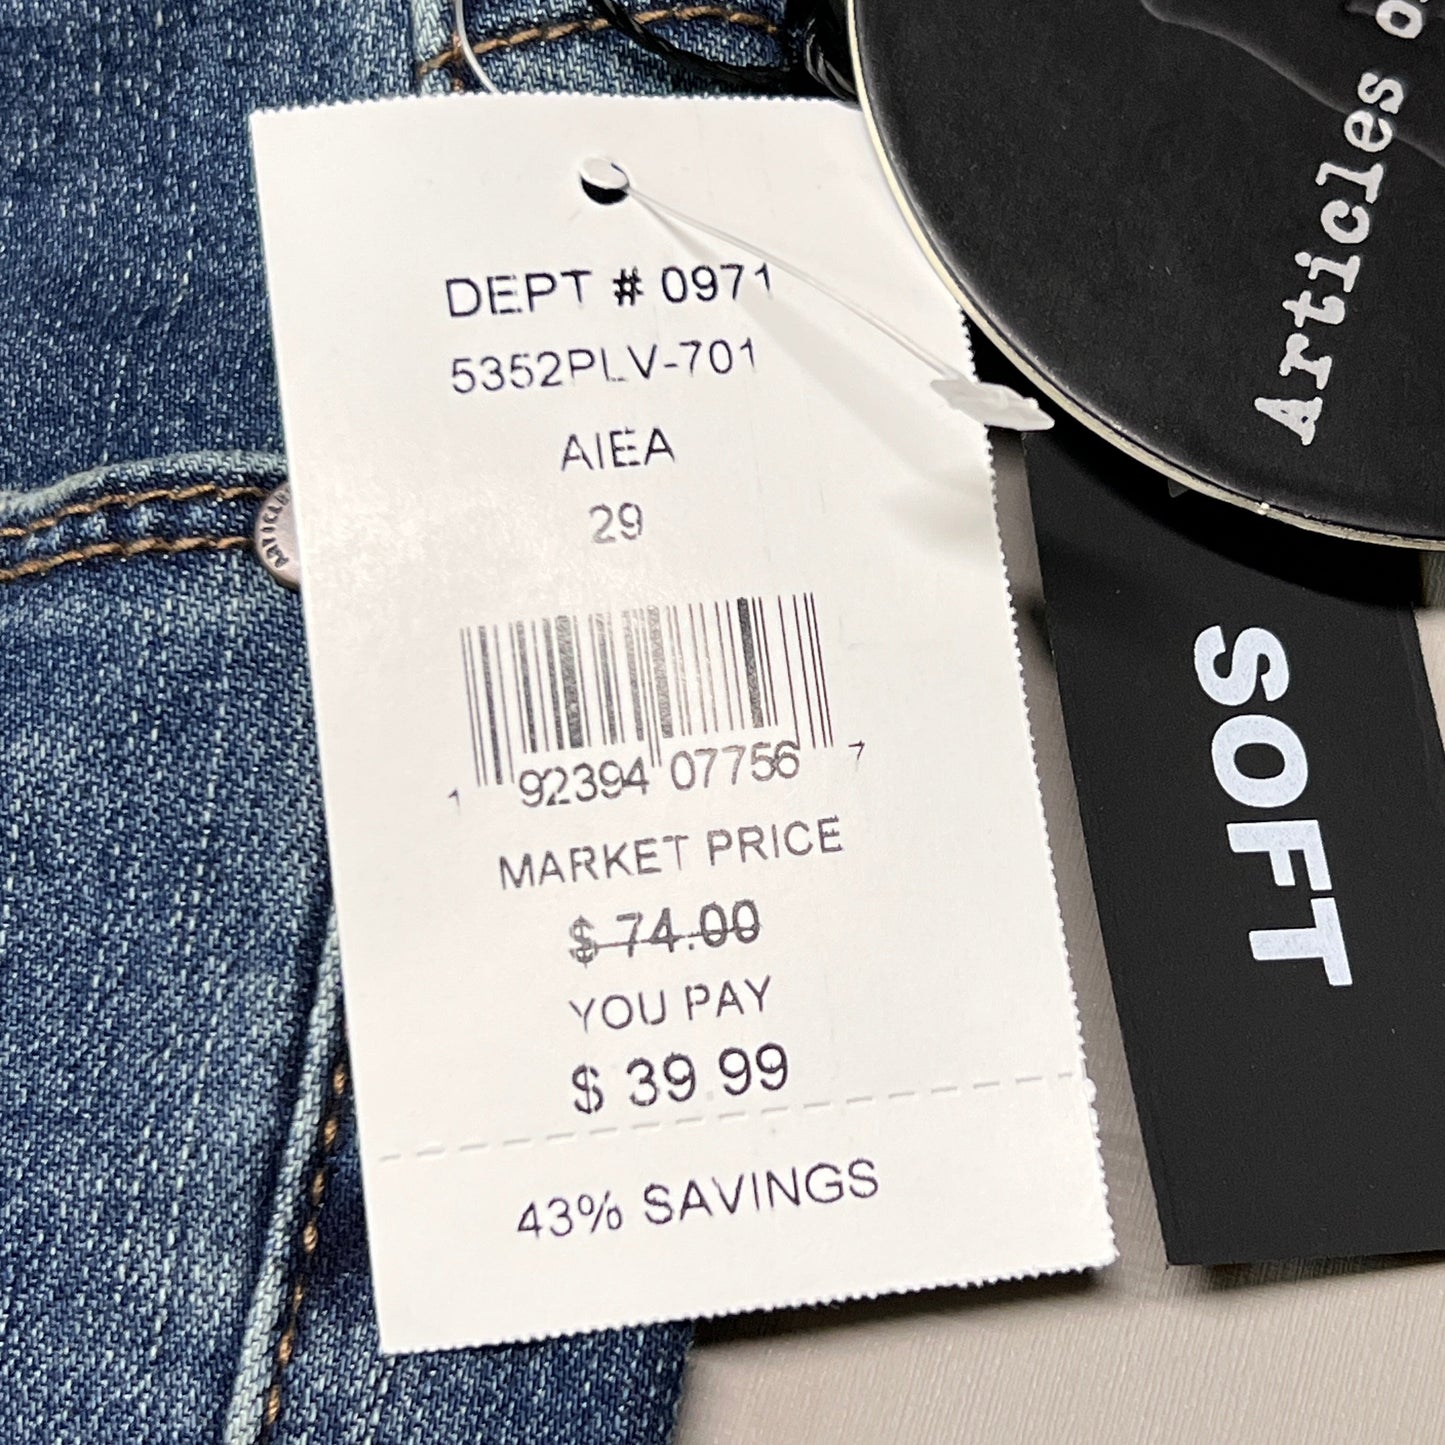 DEPT # 0971
5352PLV-701
AIEA
29
1 92394 07756 7
MARKET PRICE
$ 74.00
YOU PAY
$ 39.99
43% SAVINGS
Articles
SOFT